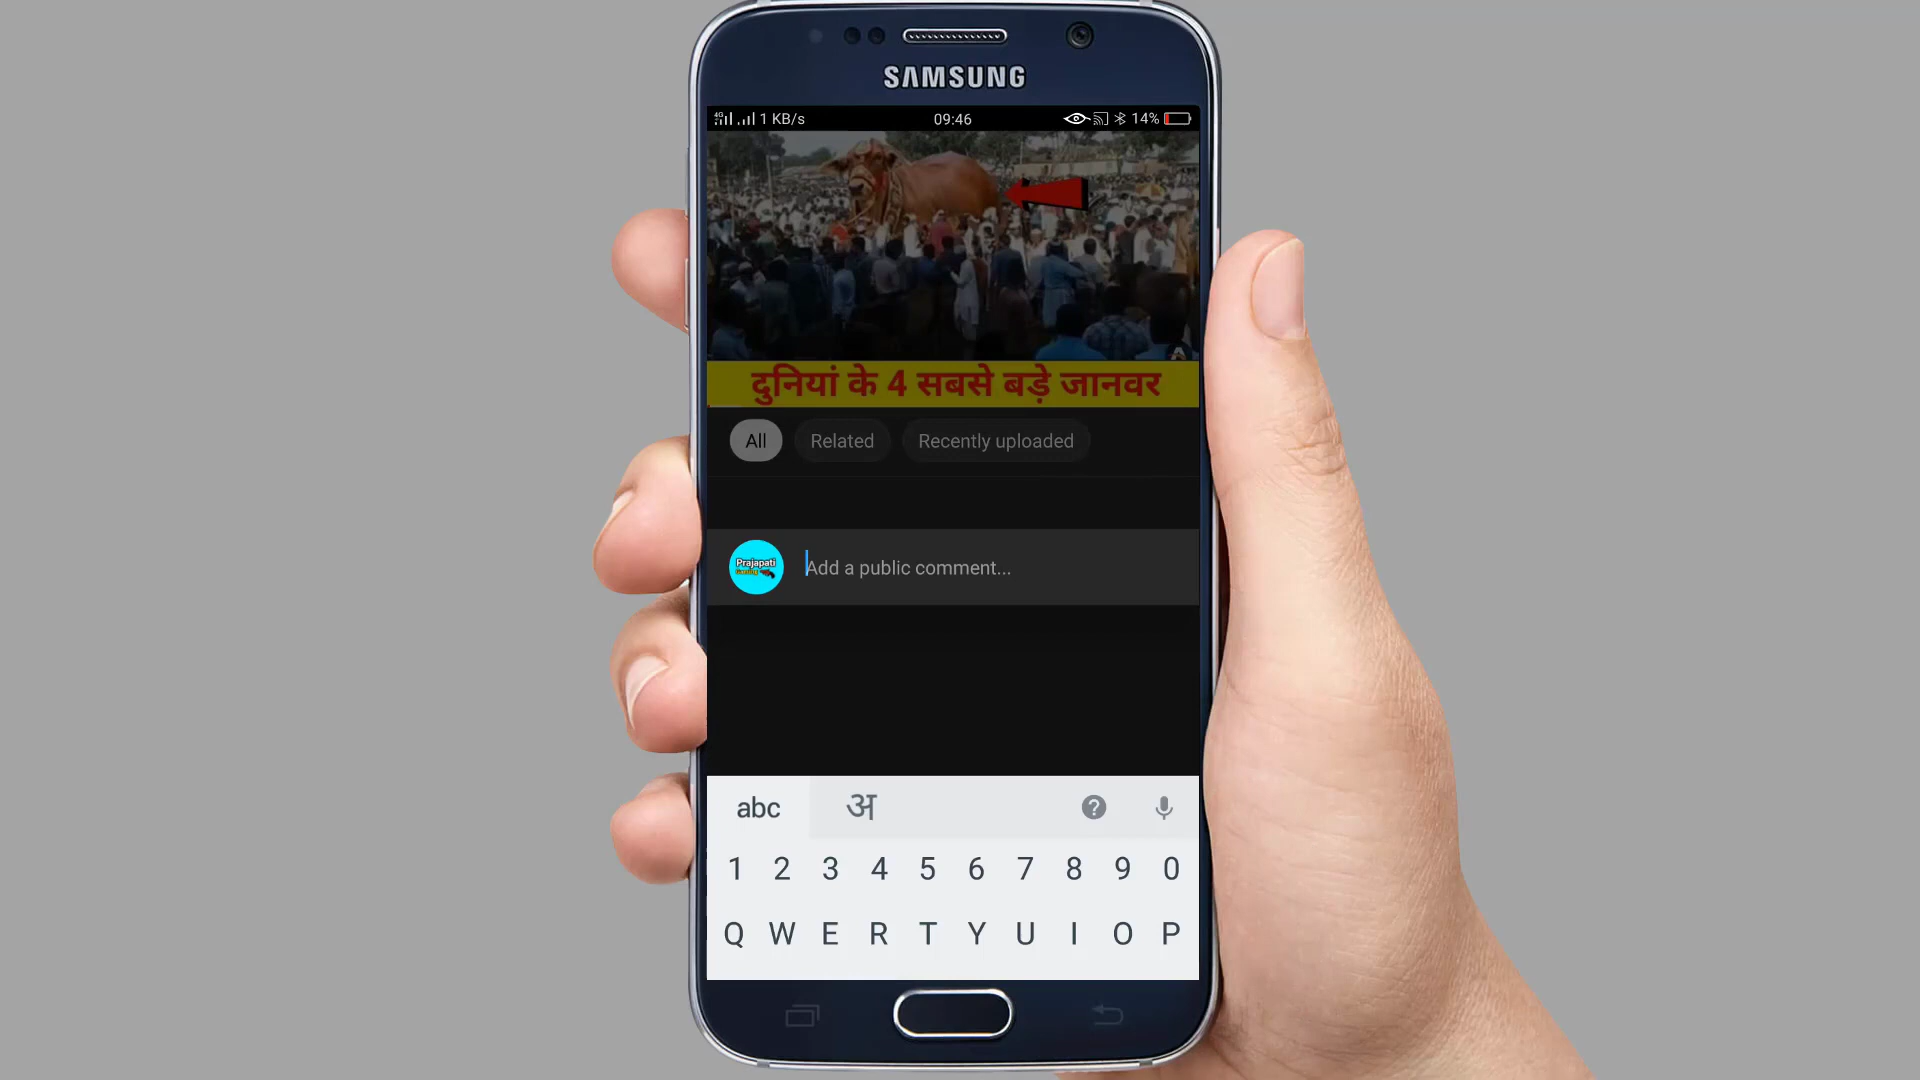 SAMSUNG
4G 1 KB/s 09:46 14%
दुनियां के 4 सबसे बड़े जानवर
All Related Recently uploaded
Prajapati
Add a public comment...
abc अ ?
1 2 3 4 5 6 7 8 9 0
Q W E R T Y U I O P